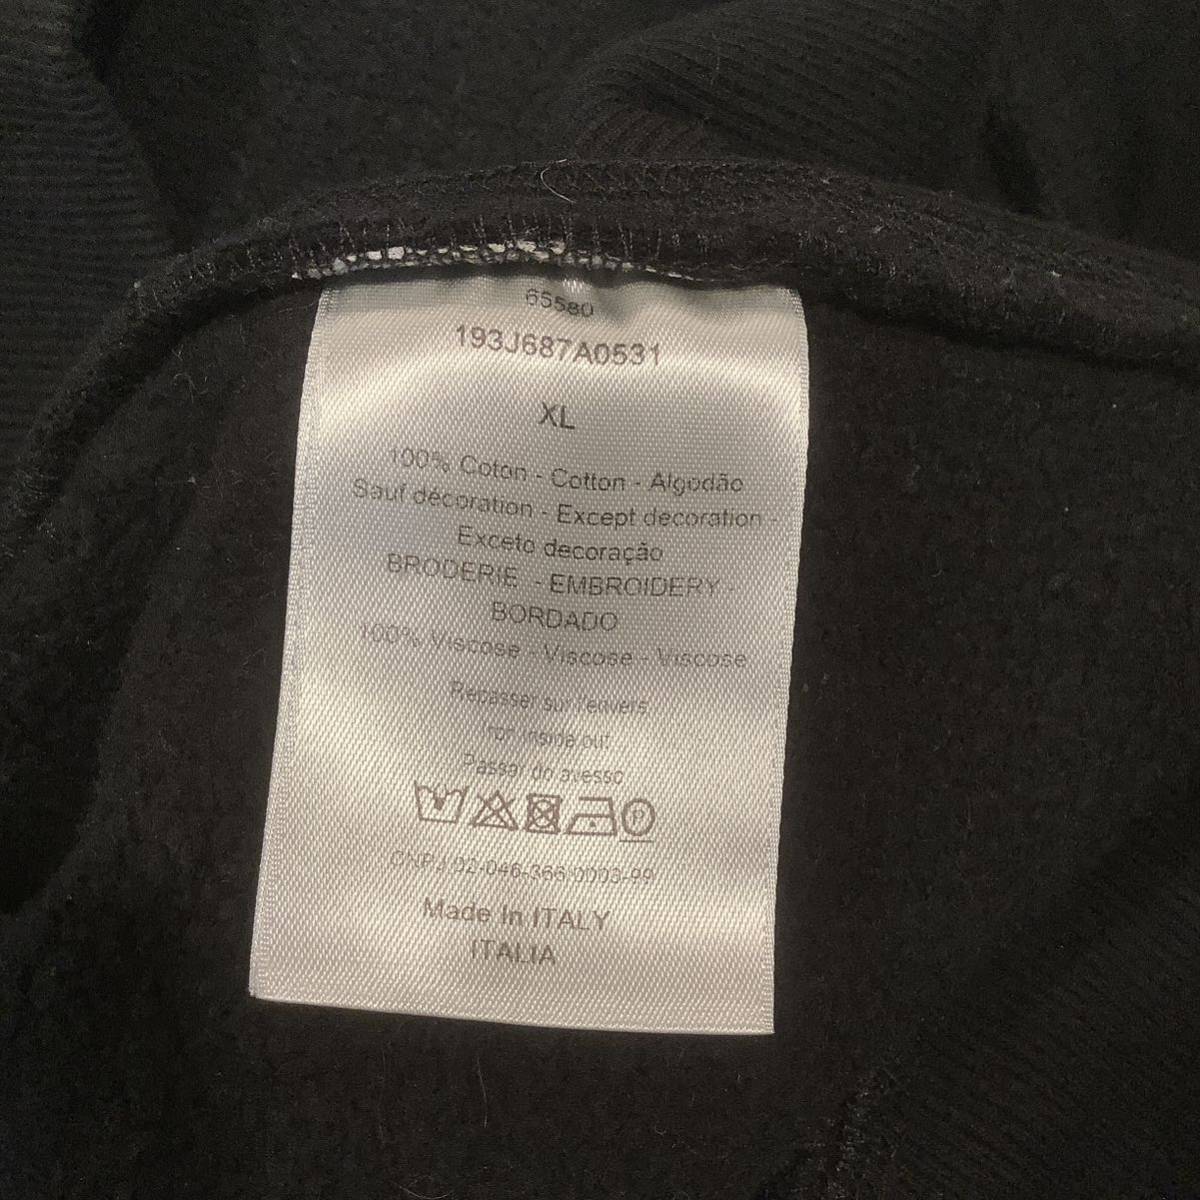 65580
193J687A0531
XL
100% Coton - Cotton - Algodão
Sauf décoration - Except decoration -
Exceto decoração
BRODERIE - EMBROIDERY -
BORDADO
100% Viscose - Viscose - Viscose
Repasser sur l'envers
Iron inside out
Passar do avesso
P
CNPJ 02-046-366/0003-99
Made In ITALY
ITALIA